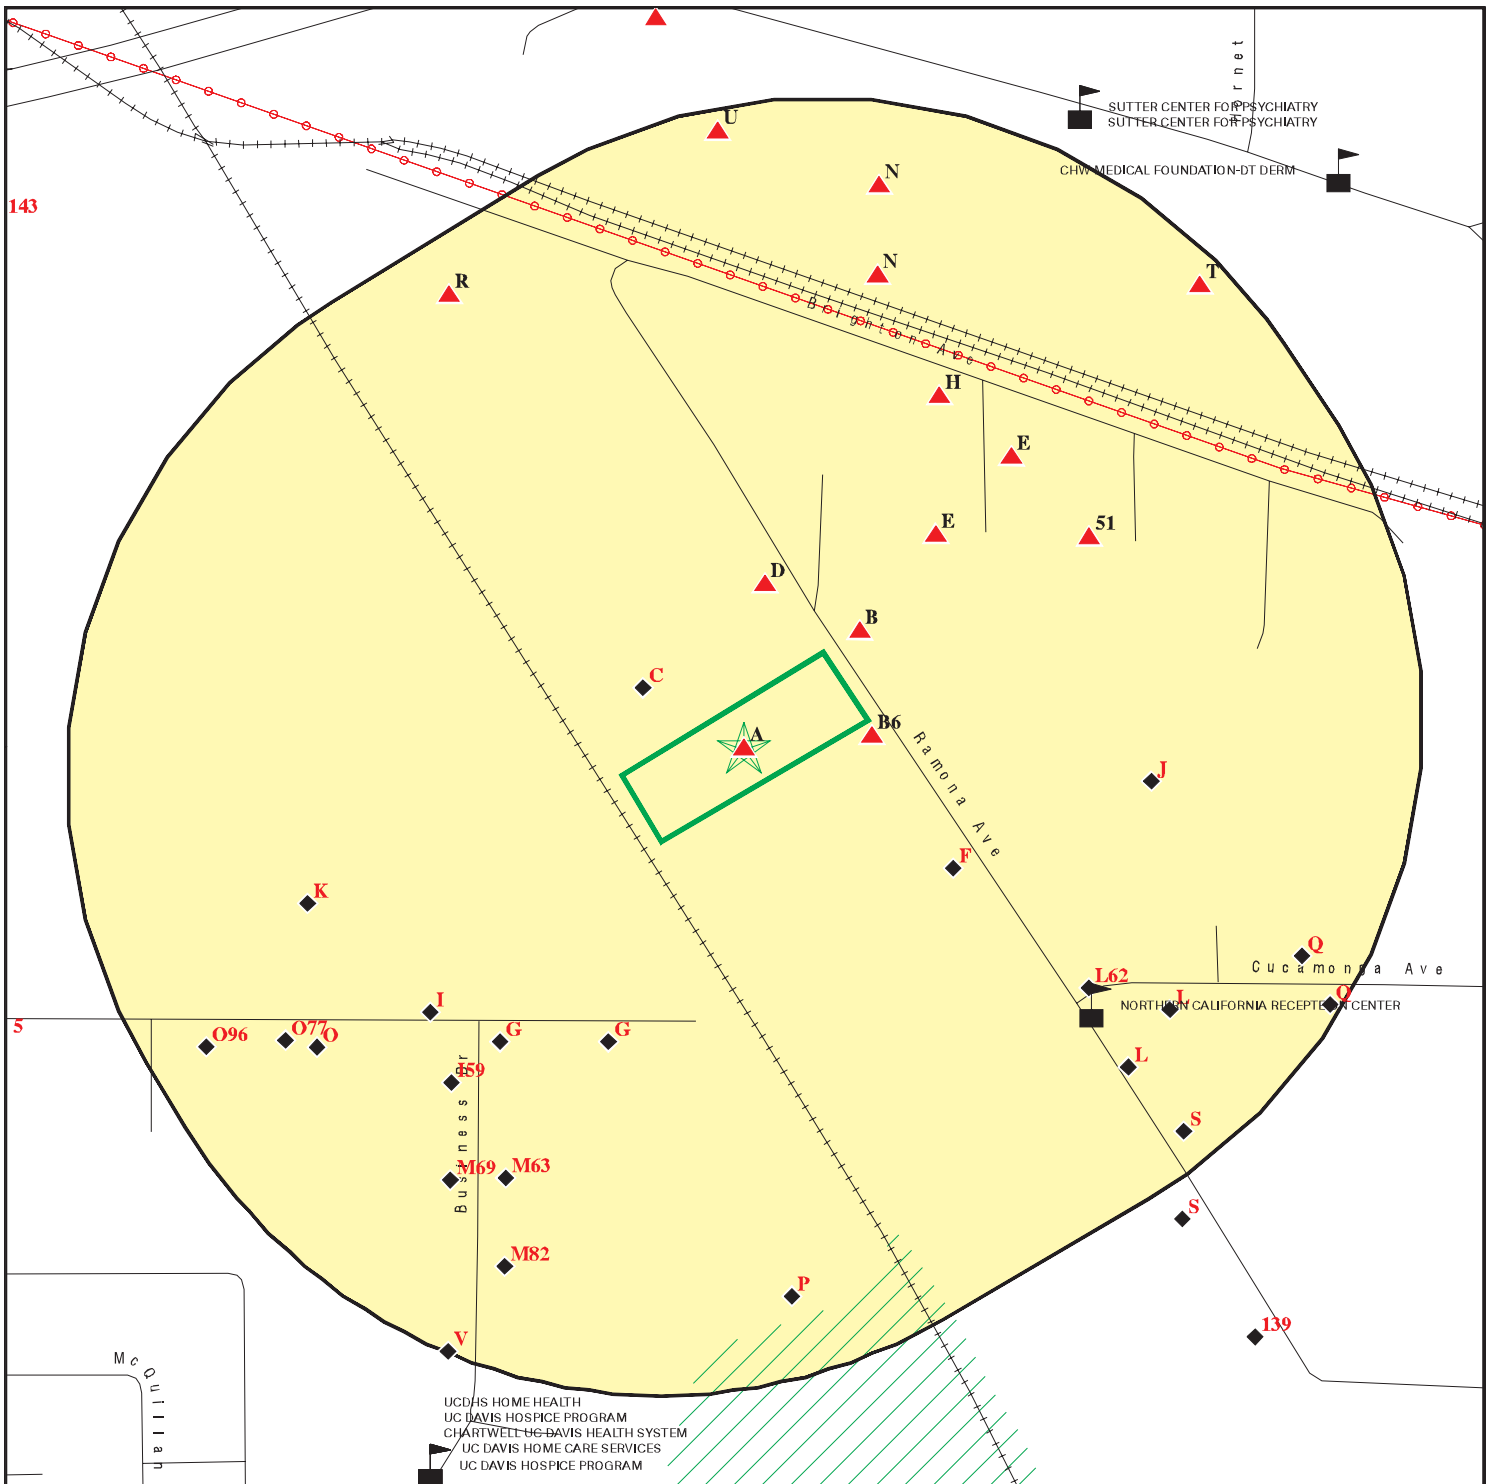 Hornet
SUTTER CENTER FOR PSYCHIATRY
SUTTER CENTER FOR PSYCHIATRY
U
CHW MEDICAL FOUNDATION-DT DERM
N
143
N
T
R
Brighton Ave
H
E
51
E
D
B
C
B6
A
Ramona Ave
J
F
K
Q
Cucamonga Ave
L62
Q
L
NORTHERN CALIFORNIA RECEPTION CENTER
I
5
O77
O96
O
G
G
L
I59
Business Dr
S
M69
M63
S
M82
P
139
V
McQuillan
UCDHS HOME HEALTH
UC DAVIS HOSPICE PROGRAM
CHARTWELL UC DAVIS HEALTH SYSTEM
UC DAVIS HOME CARE SERVICES
UC DAVIS HOSPICE PROGRAM